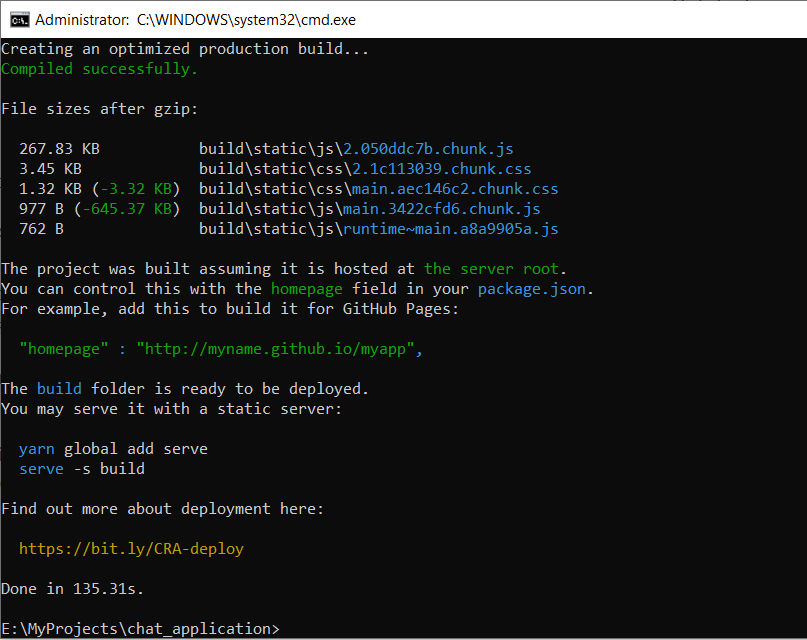 Administrator: C:\WINDOWS\system32\cmd.exe
Creating an optimized production build...
Compiled successfully.
File sizes after gzip:
267.83 KB build\static\js\2.050ddc7b.chunk.js
3.45 KB build\static\css\2.1c113039.chunk.css
1.32 KB (-3.32 KB) build\static\css\main.aec146c2.chunk.css
977 B (-645.37 KB) build\static\js\main.3422cfd6.chunk.js
762 B build\static\js\runtime~main.a8a9905a.js
The project was built assuming it is hosted at the server root.
You can control this with the homepage field in your package.json.
For example, add this to build it for GitHub Pages:
"homepage" : "http://myname.github.io/myapp",
The build folder is ready to be deployed.
You may serve it with a static server:
yarn global add serve
serve -s build
Find out more about deployment here:
https://bit.ly/CRA-deploy
Done in 135.31s.
E:\MyProjects\chat_application>